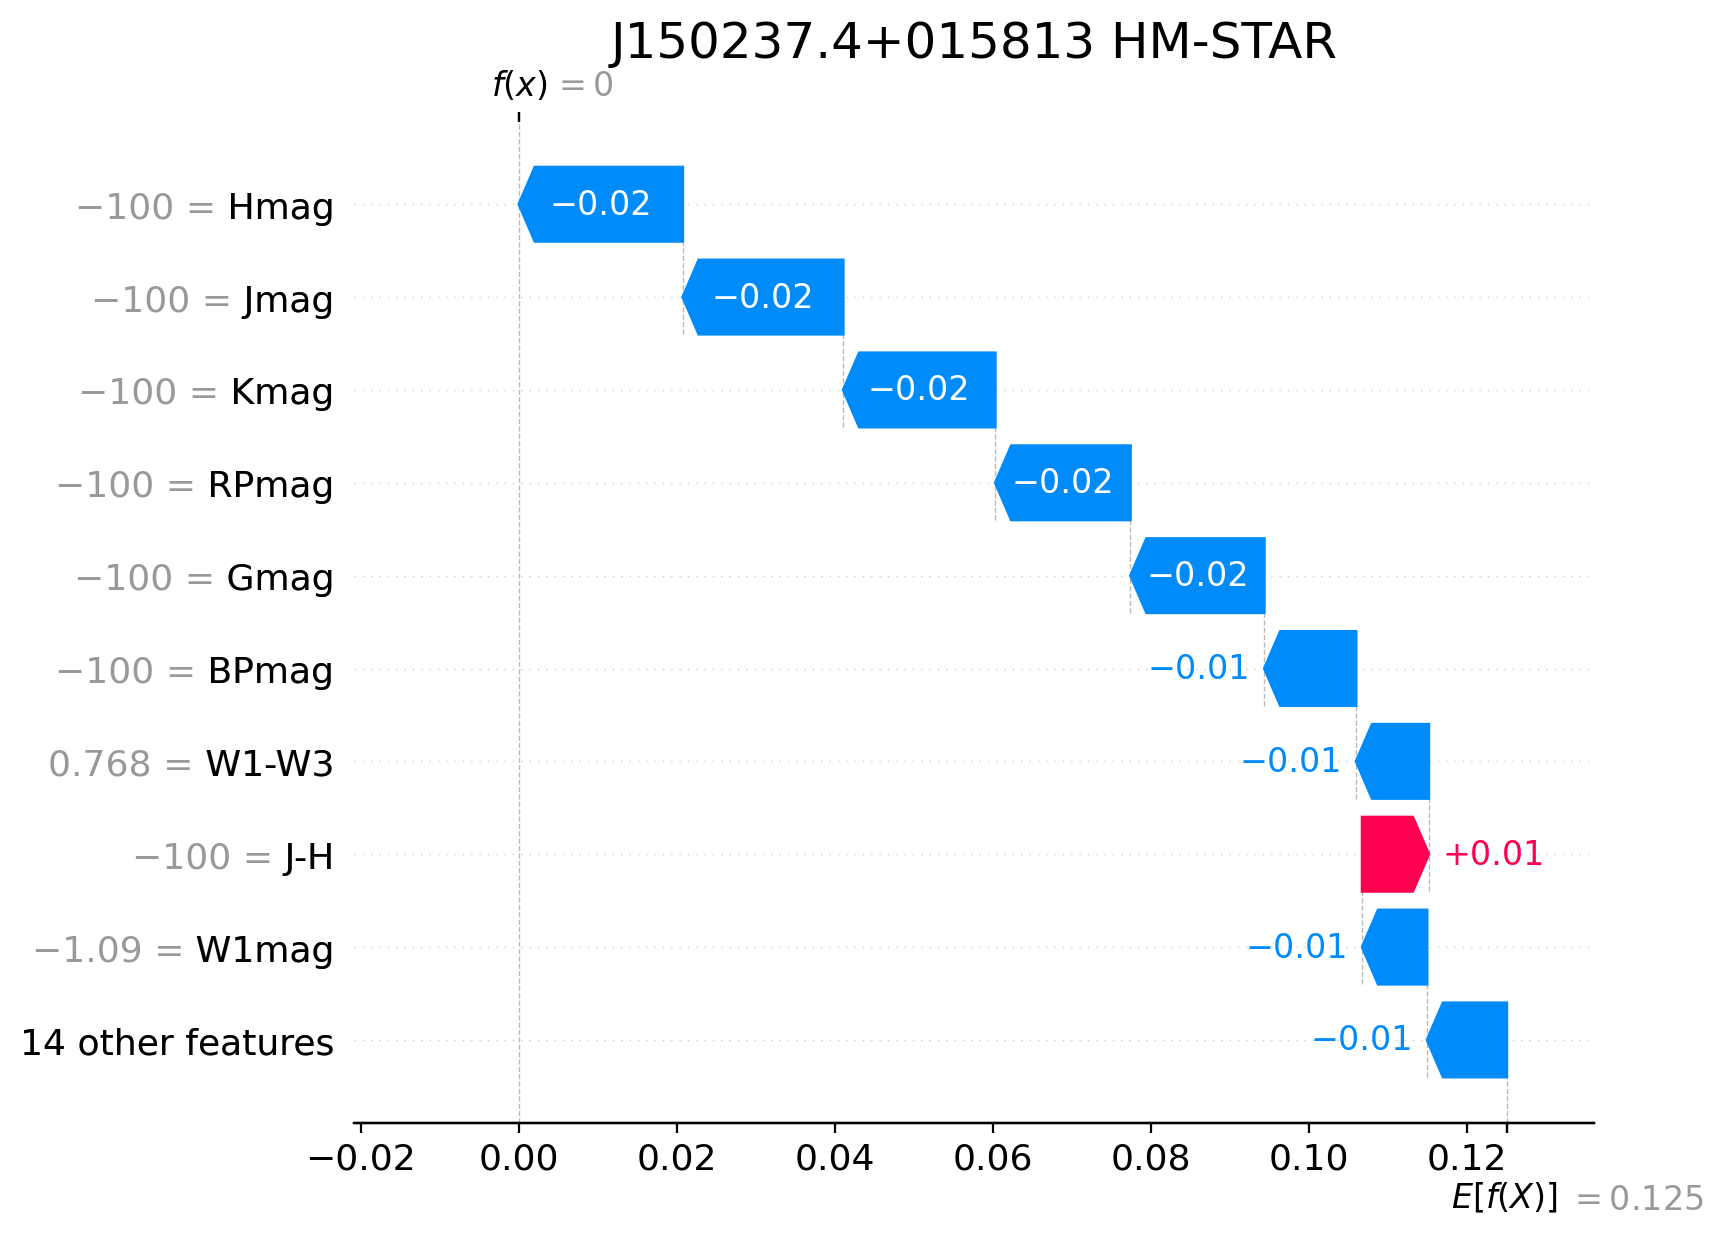 J150237.4+015813 HM-STAR
f(x) = 0
−100 = Hmag −0.02
−100 = Jmag −0.02
−100 = Kmag −0.02
−100 = RPmag −0.02
−100 = Gmag −0.02
−100 = BPmag −0.01
0.768 = W1-W3 −0.01
−100 = J-H +0.01
−1.09 = W1mag −0.01
14 other features −0.01
−0.02 0.00 0.02 0.04 0.06 0.08 0.10 0.12
E[f(X)] = 0.125